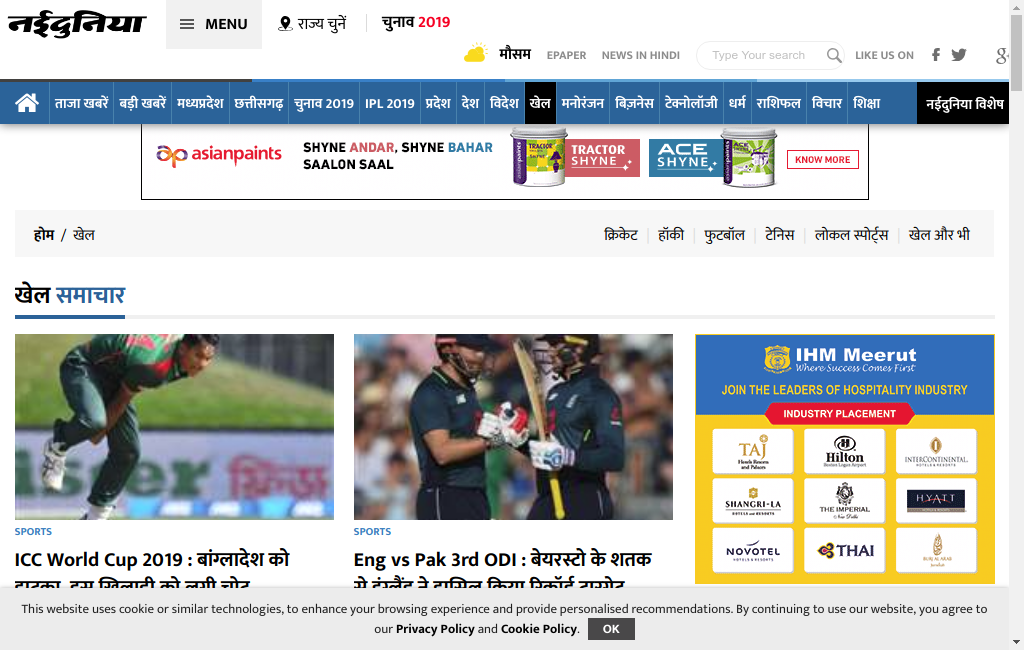 नईदुनिया
MENU
राज्य चुनें
चुनाव 2019
मौसम
EPAPER
NEWS IN HINDI
Type Your search
LIKE US ON
ताजा खबरें
बड़ी खबरें
मध्यप्रदेश
छत्तीसगढ़
चुनाव 2019
IPL 2019
प्रदेश
देश
विदेश
खेल
मनोरंजन
बिज़नेस
टेक्नोलॉजी
धर्म
राशिफल
विचार
शिक्षा
नईदुनिया विशेष
asianpaints
SHYNE ANDAR, SHYNE BAHAR
SAALON SAAL
TRACTOR
SHYNE
ACE
SHYNE
KNOW MORE
होम / खेल
क्रिकेट
हॉकी
फुटबॉल
टेनिस
लोकल स्पोर्ट्स
खेल और भी
खेल समाचार
IHM Meerut
Where Success Comes First
JOIN THE LEADERS OF HOSPITALITY INDUSTRY
INDUSTRY PLACEMENT
TAJ
Hotels Resorts
and Palaces
Hilton
Boston Logan Airport
INTERCONTINENTAL
HOTELS & RESORTS
SHANGRI-LA
HOTELS and RESORTS
THE IMPERIAL
New Delhi
HYATT
NOVOTEL
HOTELS & RESORTS
THAI
BURJ AL ARAB
SPORTS
ICC World Cup 2019 : बांग्लादेश को
झटका, इस खिलाड़ी को लगी चोट
SPORTS
Eng vs Pak 3rd ODI : बेयरस्टो के शतक
से इंग्लैंड ने हासिल किया रिकॉर्ड टारगेट
This website uses cookie or similar technologies, to enhance your browsing experience and provide personalised recommendations. By continuing to use our website, you agree to
our Privacy Policy and Cookie Policy.
OK